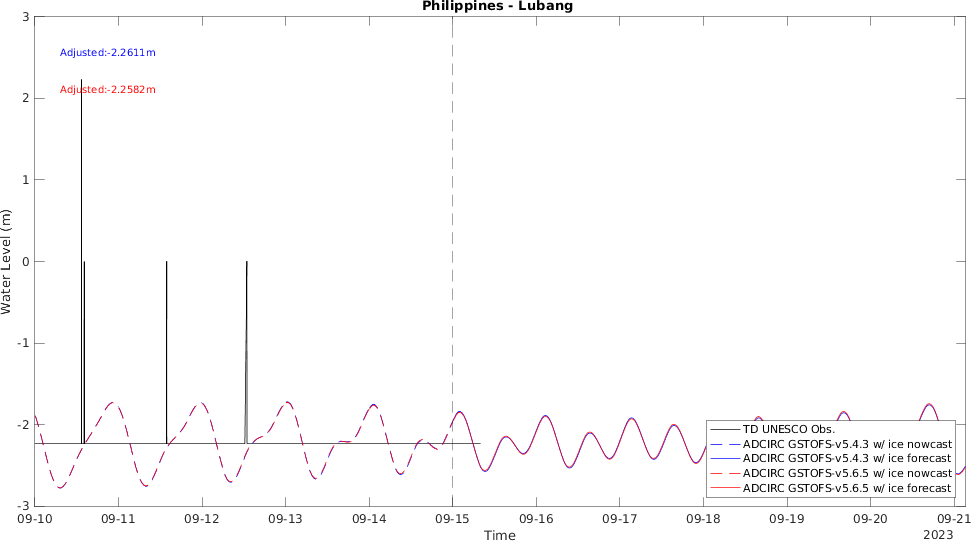 Philippines - Lubang
Adjusted:-2.2611m
Adjusted:-2.2582m
3
2
1
0
-1
-2
-3
Water Level (m)
TD UNESCO Obs.
ADCIRC GSTOFS-v5.4.3 w/ ice nowcast
ADCIRC GSTOFS-v5.4.3 w/ ice forecast
ADCIRC GSTOFS-v5.6.5 w/ ice nowcast
ADCIRC GSTOFS-v5.6.5 w/ ice forecast
09-10 09-11 09-12 09-13 09-14 09-15 09-16 09-17 09-18 09-19 09-20 09-21
Time
2023